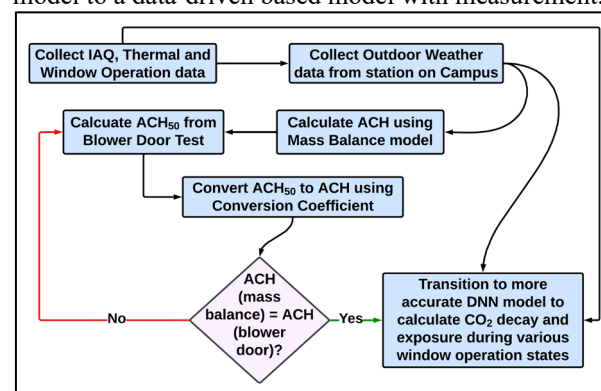 model to a data-driven based model with measurement.
Collect IAQ, Thermal and
Window Operation data
Collect Outdoor Weather
data from station on Campus
Calcuate ACH₅₀ from
Blower Door Test
Calculate ACH using
Mass Balance model
Convert ACH₅₀ to ACH using
Conversion Coefficient
ACH
(mass
balance) = ACH
(blower
door)?
No
Yes
Transition to more
accurate DNN model to
calculate CO₂ decay and
exposure during various
window operation states